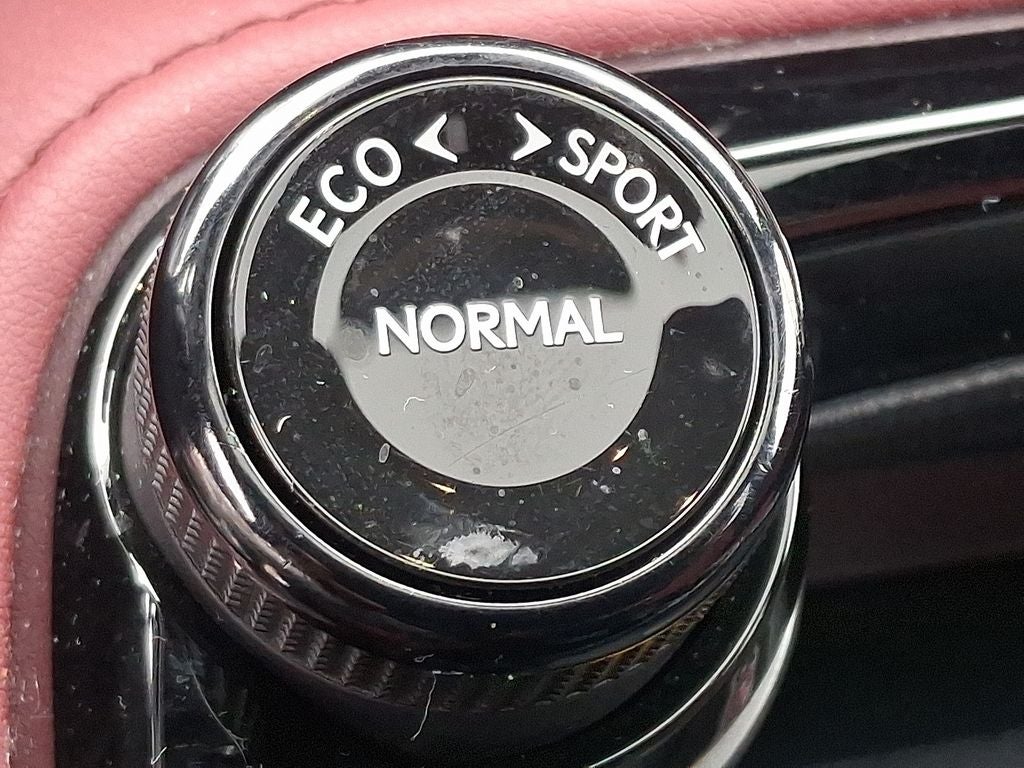 ECO < > SPORT
NORMAL